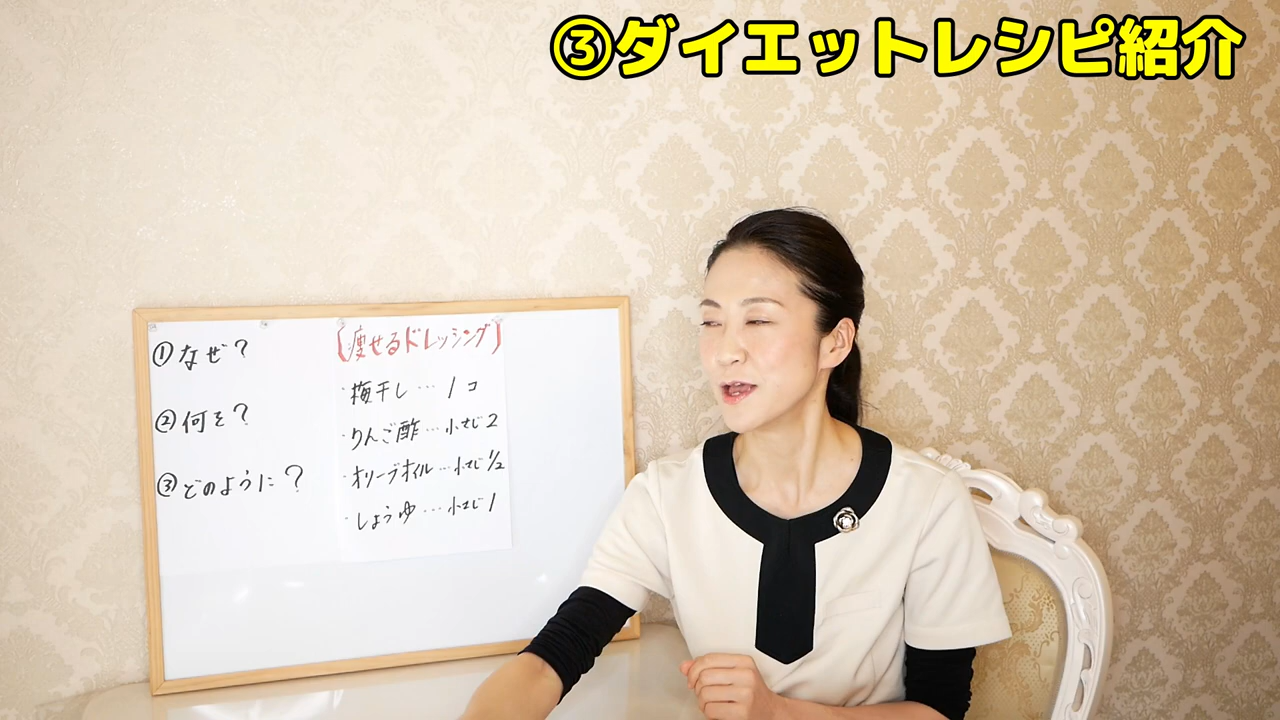 ③ダイエットレシピ紹介
①なぜ？
②何を？
③どのように？
【痩せるドレッシング】
・梅干し…1コ
・りんご酢…小さじ2
・オリーブオイル…小さじ1/2
・しょうゆ…小さじ1